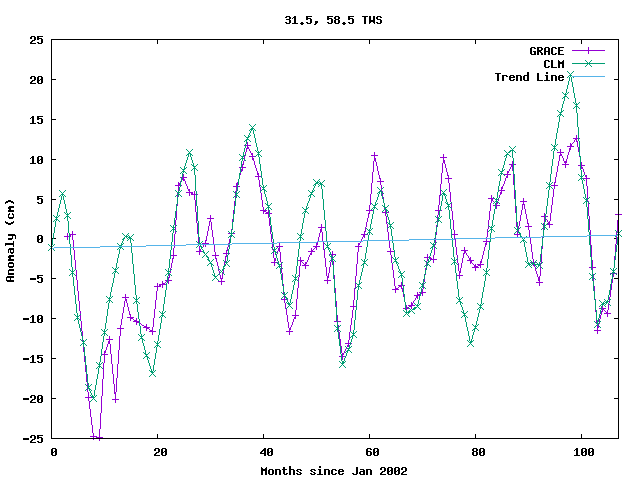 31.5, 58.5 TWS
GRACE
CLM
Trend Line
25
20
15
10
5
0
-5
-10
-15
-20
-25
Anomaly (cm)
0 20 40 60 80 100
Months since Jan 2002